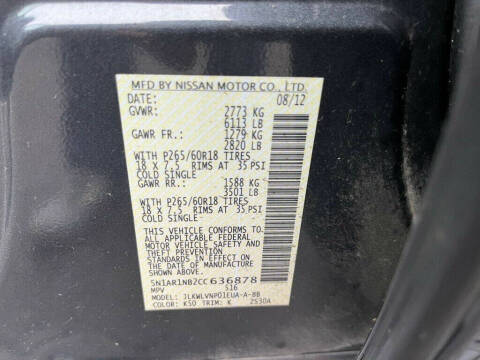 MFD BY NISSAN MOTOR CO., LTD.
DATE: 08/12
GVWR: 2773 KG
6113 LB
GAWR FR.: 1279 KG
2820 LB
WITH P265/60R18 TIRES
18 X 7.5 RIMS AT 35 PSI
COLD SINGLE
GAWR RR.: 1588 KG
3501 LB
WITH P265/60R18 TIRES
18 X 7.5 RIMS AT 35 PSI
COLD SINGLE
THIS VEHICLE CONFORMS TO
ALL APPLICABLE FEDERAL
MOTOR VEHICLE SAFETY AND
THEFT PREVENTION
STANDARDS IN EFFECT ON
THE DATE OF MANUFACTURE
SHOWN ABOVE.
5N1AR1NB2CC 636878
MPV S16
MODEL: JLKWLVNP01EUA-A-BB
COLOR: K50 TRIM: K ZS30A